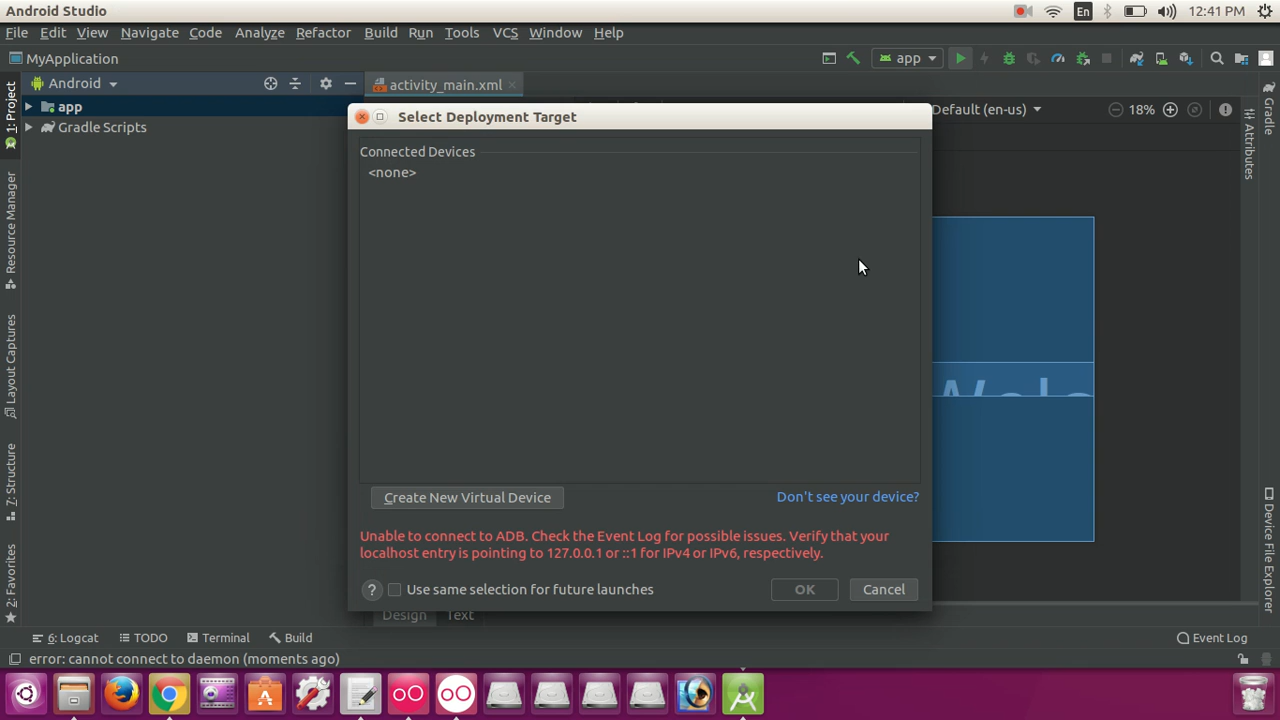 Android Studio
En
12:41 PM
File Edit View Navigate Code Analyze Refactor Build Run Tools VCS Window Help
MyApplication
app
1: Project
Android
activity_main.xml
Gradle
app
Default (en-us)
18%
Gradle Scripts
Attributes
Select Deployment Target
Connected Devices
<none>
Resource Manager
Layout Captures
7: Structure
2: Favorites
Device File Explorer
Create New Virtual Device
Don't see your device?
Unable to connect to ADB. Check the Event Log for possible issues. Verify that your
localhost entry is pointing to 127.0.0.1 or ::1 for IPv4 or IPv6, respectively.
? Use same selection for future launches
OK
Cancel
Design
Text
6: Logcat
TODO
Terminal
Build
Event Log
error: cannot connect to daemon (moments ago)